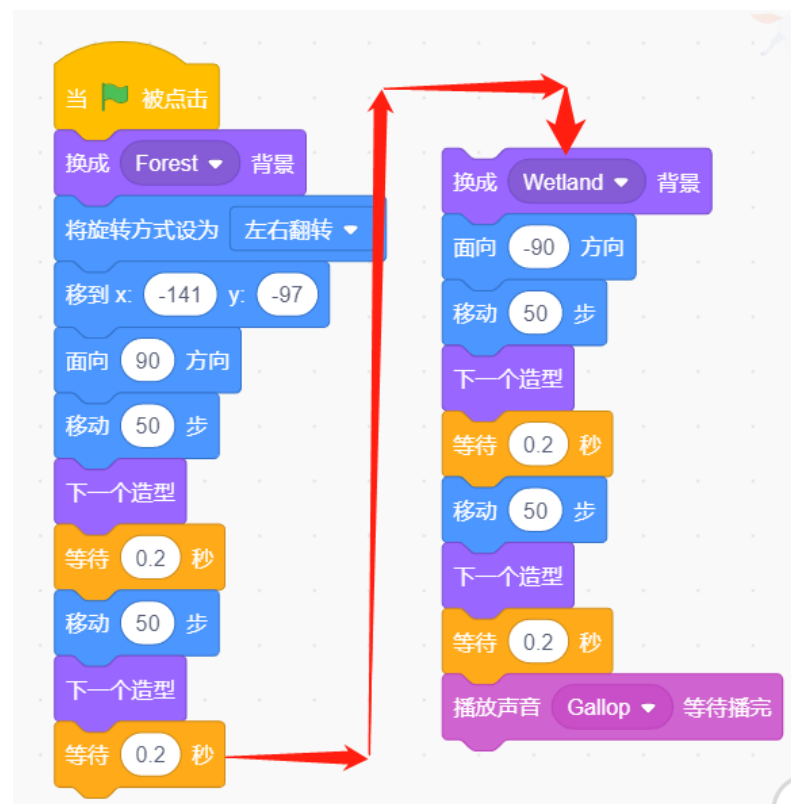 当 被点击
换成 Forest 背景
将旋转方式设为 左右翻转
移到 x: -141 y: -97
面向 90 方向
移动 50 步
下一个造型
等待 0.2 秒
移动 50 步
下一个造型
等待 0.2 秒
换成 Wetland 背景
面向 -90 方向
移动 50 步
下一个造型
等待 0.2 秒
移动 50 步
下一个造型
等待 0.2 秒
播放声音 Gallop 等待播完